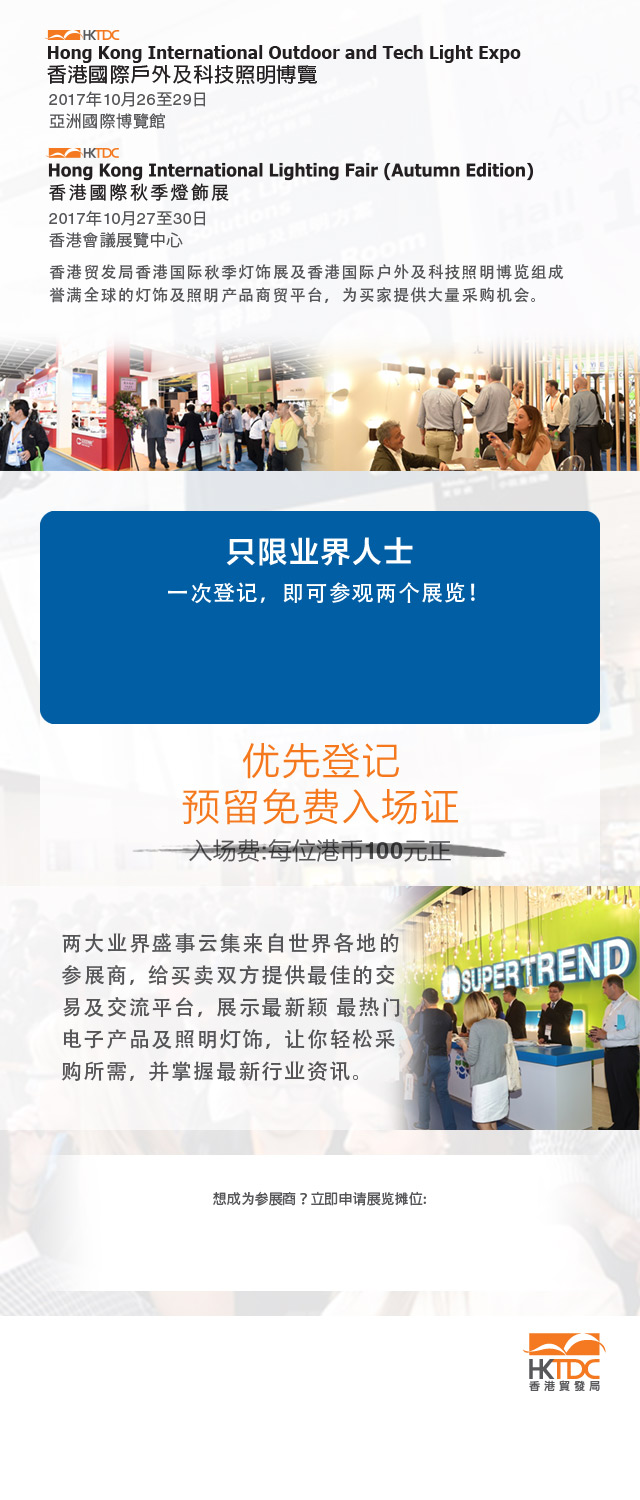 HKTDC
Hong Kong International Outdoor and Tech Light Expo
香港國際戶外及科技照明博覽
2017年10月26至29日
亞洲國際博覽館
HKTDC
Hong Kong International Lighting Fair (Autumn Edition)
香港國際秋季燈飾展
2017年10月27至30日
香港會議展覽中心
香港贸发局香港国际秋季灯饰展及香港国际户外及科技照明博览组成
誉满全球的灯饰及照明产品商贸平台，为买家提供大量采购机会。
只限业界人士
一次登记，即可参观两个展览！
优先登记
预留免费入场证
入场费:每位港币100元正
两大业界盛事云集来自世界各地的
参展商，给买卖双方提供最佳的交
易及交流平台，展示最新颖 最热门
电子产品及照明灯饰，让你轻松采
购所需，并掌握最新行业资讯。
SUPERTREND
想成为参展商？立即申请展览摊位:
HKTDC
香港貿發局